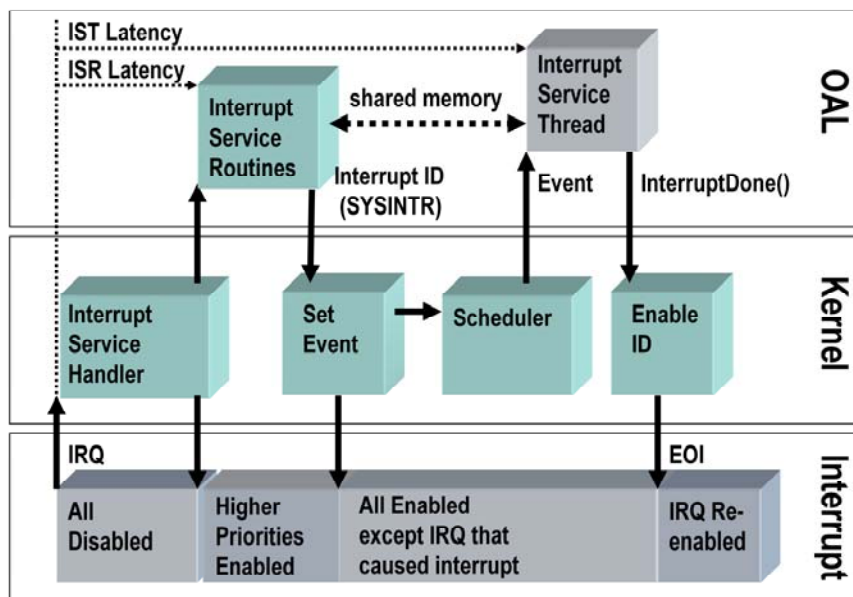 IST Latency
ISR Latency
Interrupt
Service
Routines
shared memory
Interrupt
Service
Thread
OAL
Interrupt ID
(SYSINTR)
Event
InterruptDone()
Interrupt
Service
Handler
Set
Event
Scheduler
Enable
ID
Kernel
IRQ
EOI
All
Disabled
Higher
Priorities
Enabled
All Enabled
except IRQ that
caused interrupt
IRQ Re-
enabled
Interrupt